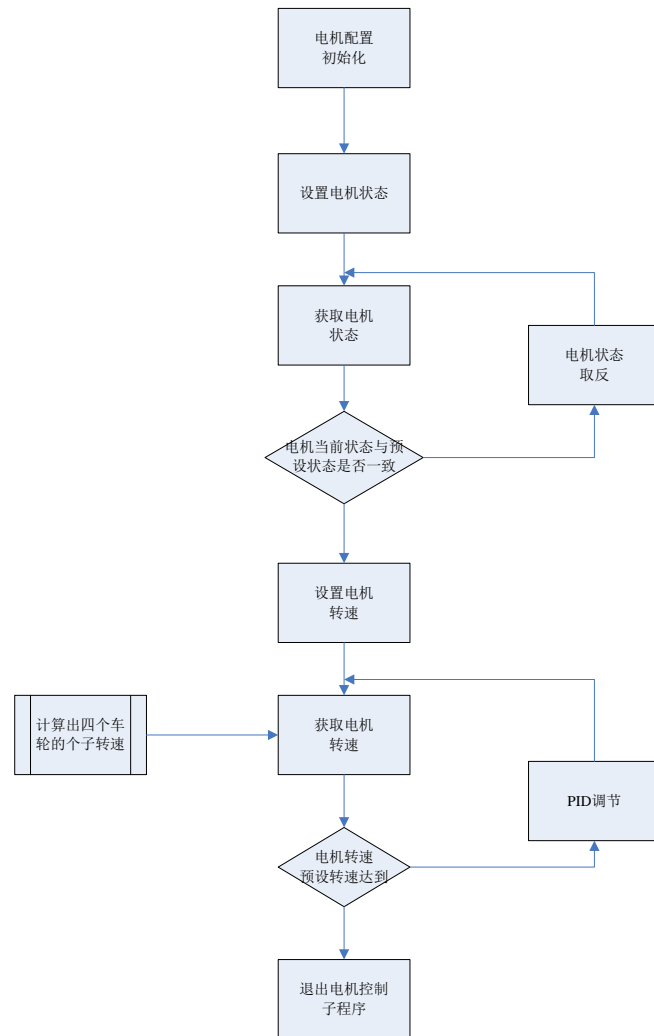 电机配置
初始化
设置电机状态
获取电机
状态
电机状态
取反
电机当前状态与预
设状态是否一致
设置电机
转速
计算出四个车
轮的个子转速
获取电机
转速
PID调节
电机转速
预设转速达到
退出电机控制
子程序